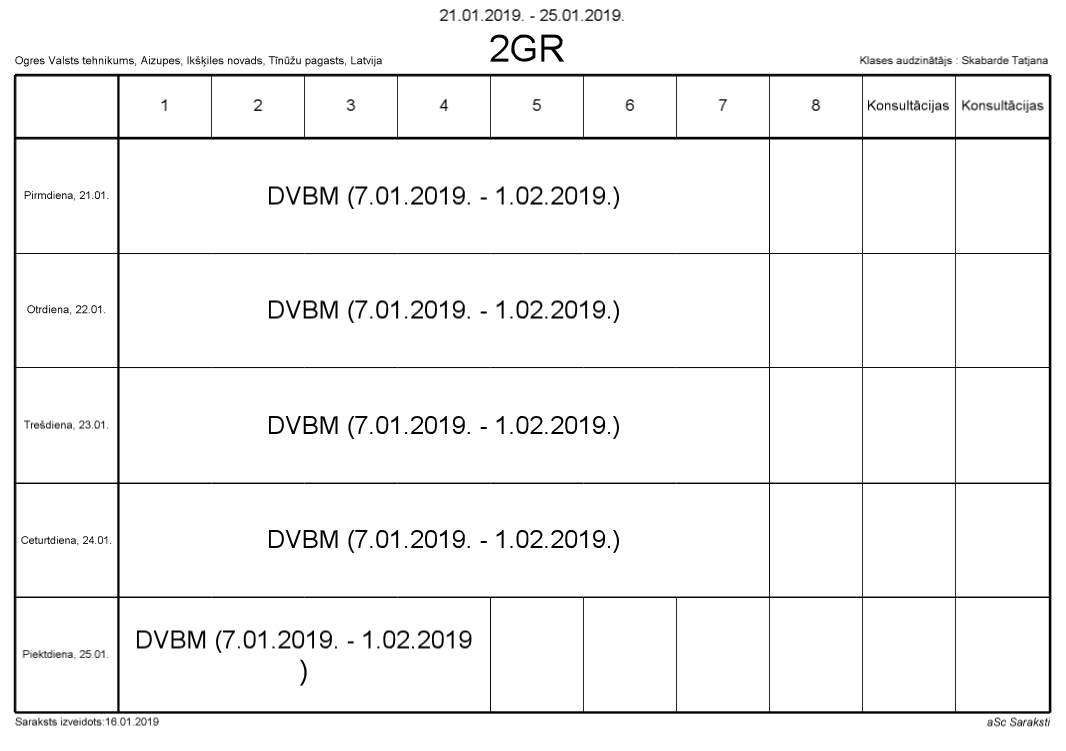 21.01.2019. - 25.01.2019.
2GR
Ogres Valsts tehnikums, Aizupes, Ikšķiles novads, Tīnūžu pagasts, Latvija
Klases audzinātājs : Skabarde Tatjana
1 2 3 4 5 6 7 8 Konsultācijas Konsultācijas
Pirmdiena, 21.01. DVBM (7.01.2019. - 1.02.2019.)
Otrdiena, 22.01. DVBM (7.01.2019. - 1.02.2019.)
Trešdiena, 23.01. DVBM (7.01.2019. - 1.02.2019.)
Ceturtdiena, 24.01. DVBM (7.01.2019. - 1.02.2019.)
Piektdiena, 25.01. DVBM (7.01.2019. - 1.02.2019
)
Saraksts izveidots:16.01.2019
aSc Saraksti